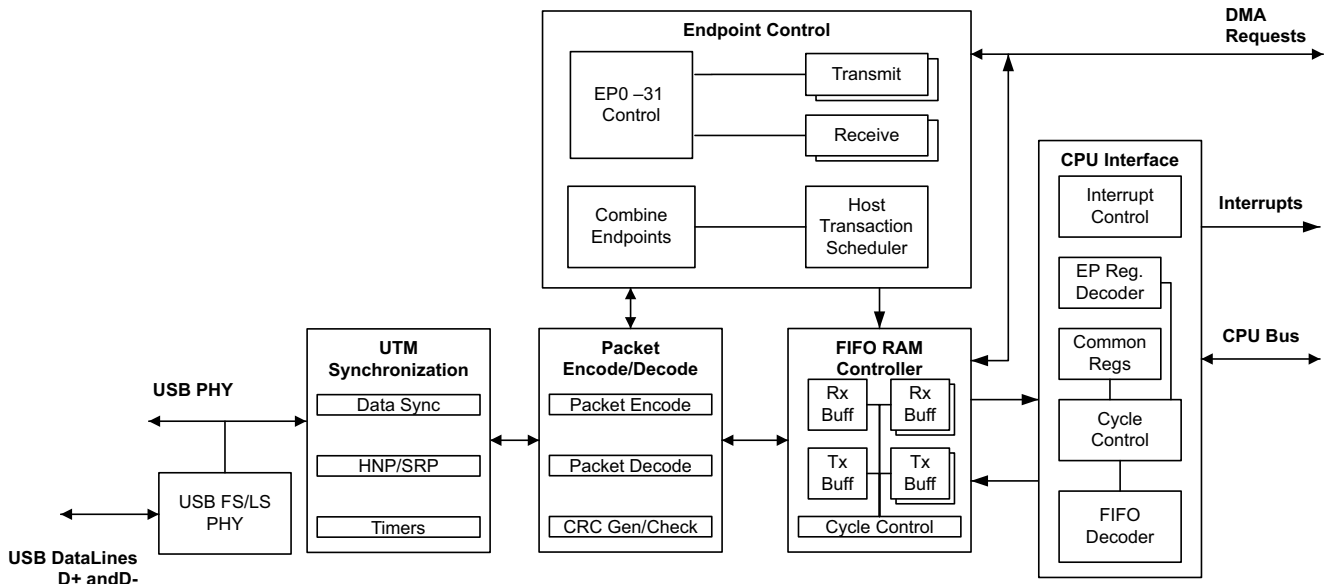 Endpoint Control
EP0 –31
Control
Transmit
Receive
Combine
Endpoints
Host
Transaction
Scheduler
DMA
Requests
CPU Interface
Interrupt
Control
EP Reg.
Decoder
Common
Regs
Cycle
Control
FIFO
Decoder
Interrupts
CPU Bus
UTM
Synchronization
Data Sync
HNP/SRP
Timers
Packet
Encode/Decode
Packet Encode
Packet Decode
CRC Gen/Check
FIFO RAM
Controller
Rx
Buff
Rx
Buff
Tx
Buff
Tx
Buff
Cycle Control
USB PHY
USB FS/LS
PHY
USB DataLines
D+ andD-